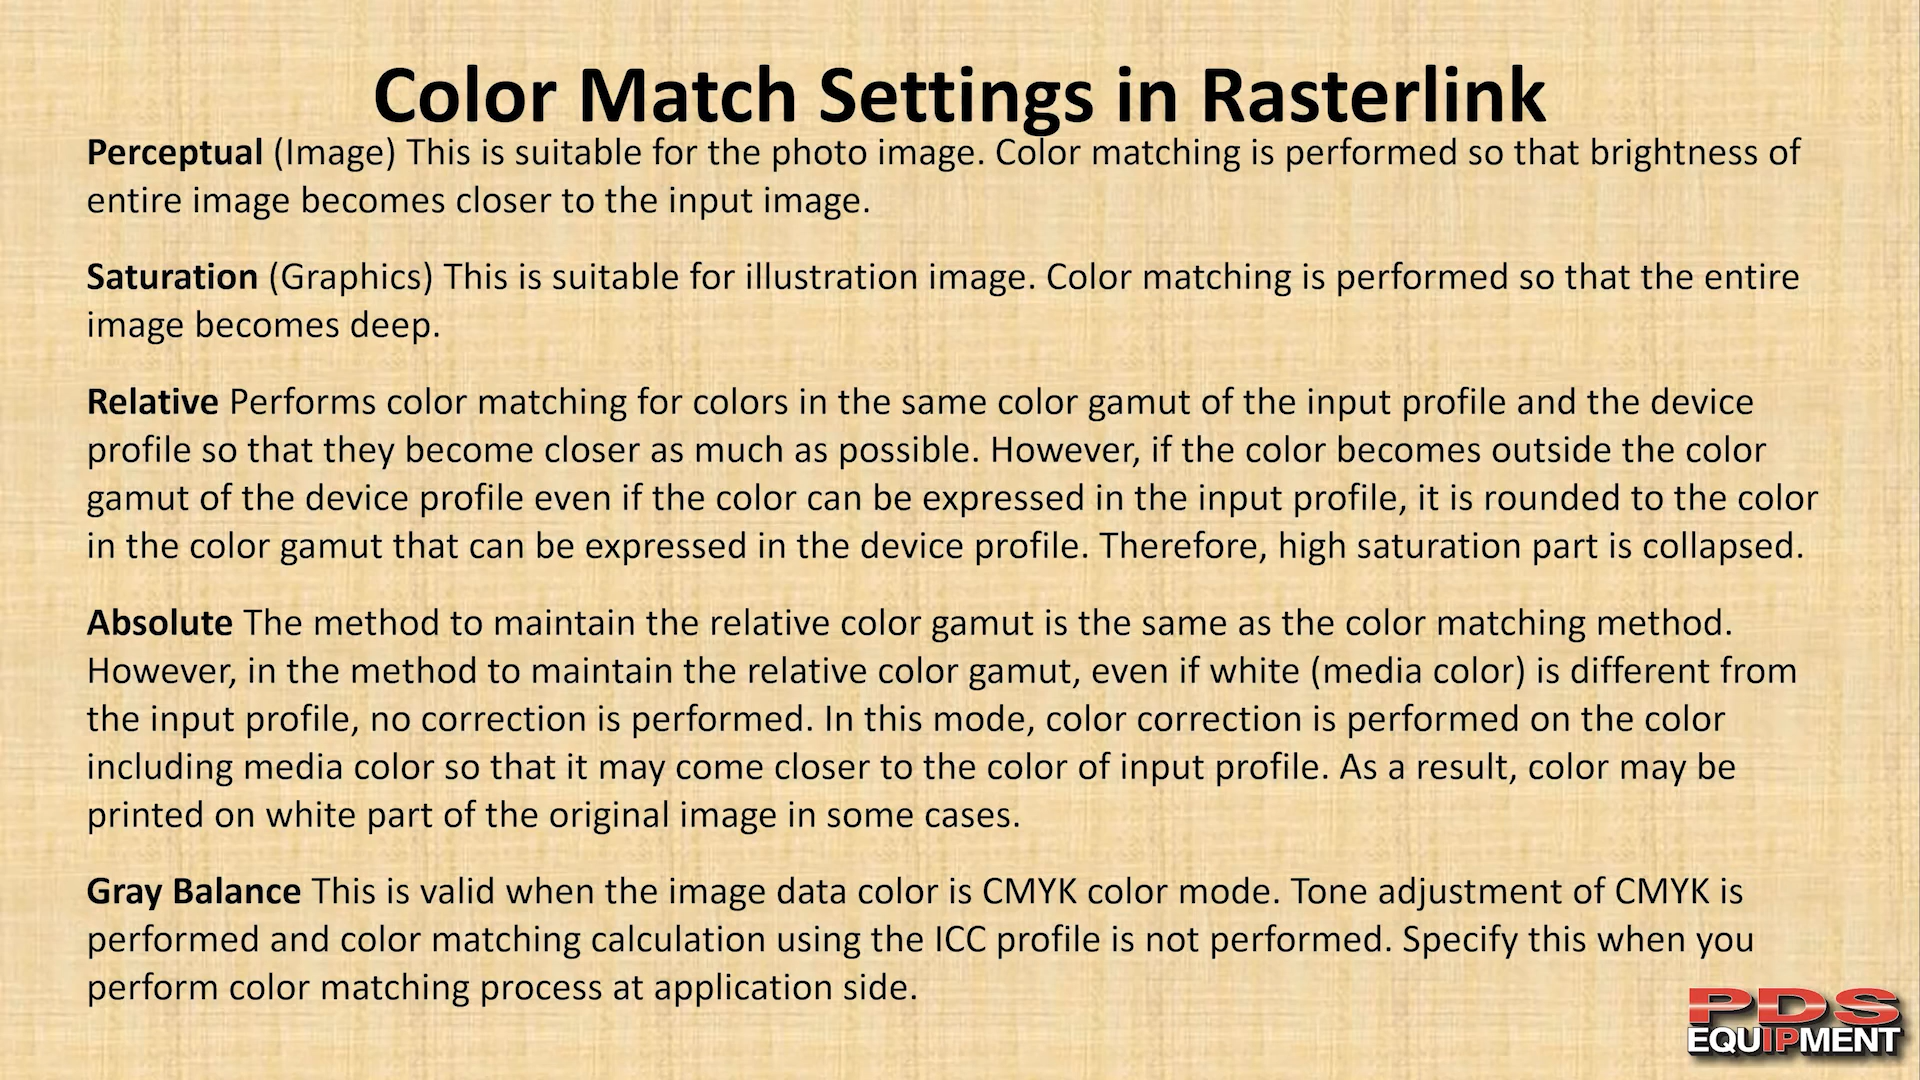 Color Match Settings in Rasterlink
Perceptual (Image) This is suitable for the photo image. Color matching is performed so that brightness of
entire image becomes closer to the input image.
Saturation (Graphics) This is suitable for illustration image. Color matching is performed so that the entire
image becomes deep.
Relative Performs color matching for colors in the same color gamut of the input profile and the device
profile so that they become closer as much as possible. However, if the color becomes outside the color
gamut of the device profile even if the color can be expressed in the input profile, it is rounded to the color
in the color gamut that can be expressed in the device profile. Therefore, high saturation part is collapsed.
Absolute The method to maintain the relative color gamut is the same as the color matching method.
However, in the method to maintain the relative color gamut, even if white (media color) is different from
the input profile, no correction is performed. In this mode, color correction is performed on the color
including media color so that it may come closer to the color of input profile. As a result, color may be
printed on white part of the original image in some cases.
Gray Balance This is valid when the image data color is CMYK color mode. Tone adjustment of CMYK is
performed and color matching calculation using the ICC profile is not performed. Specify this when you
perform color matching process at application side.
PDS
EQUIPMENT